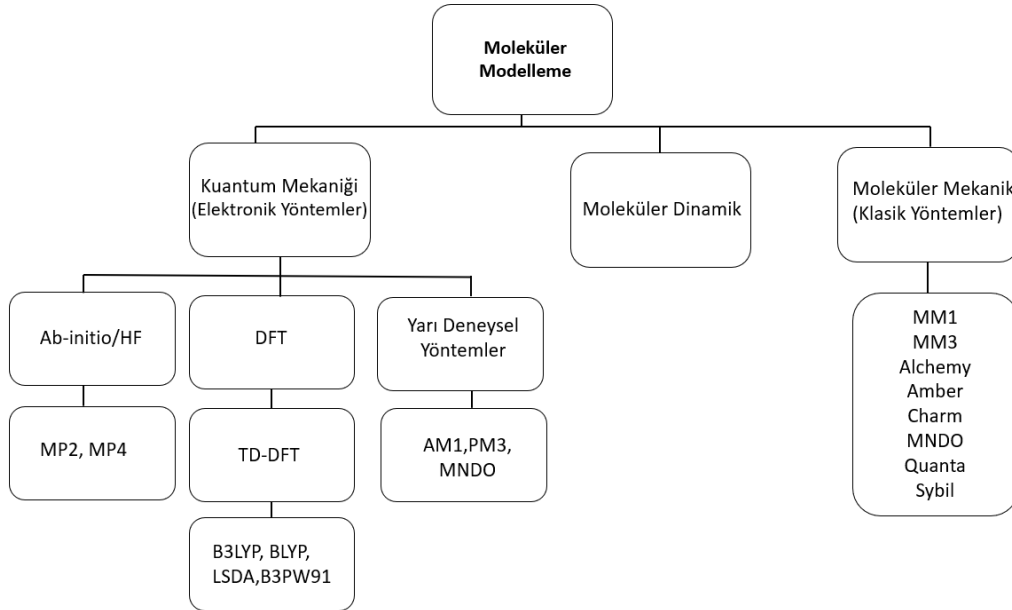 Moleküler
Modelleme
Kuantum Mekaniği
(Elektronik Yöntemler)
Moleküler Dinamik
Moleküler Mekanik
(Klasik Yöntemler)
Ab-initio/HF
DFT
Yarı Deneysel
Yöntemler
MP2, MP4
TD-DFT
AM1,PM3,
MNDO
B3LYP, BLYP,
LSDA,B3PW91
MM1
MM3
Alchemy
Amber
Charm
MNDO
Quanta
Sybil